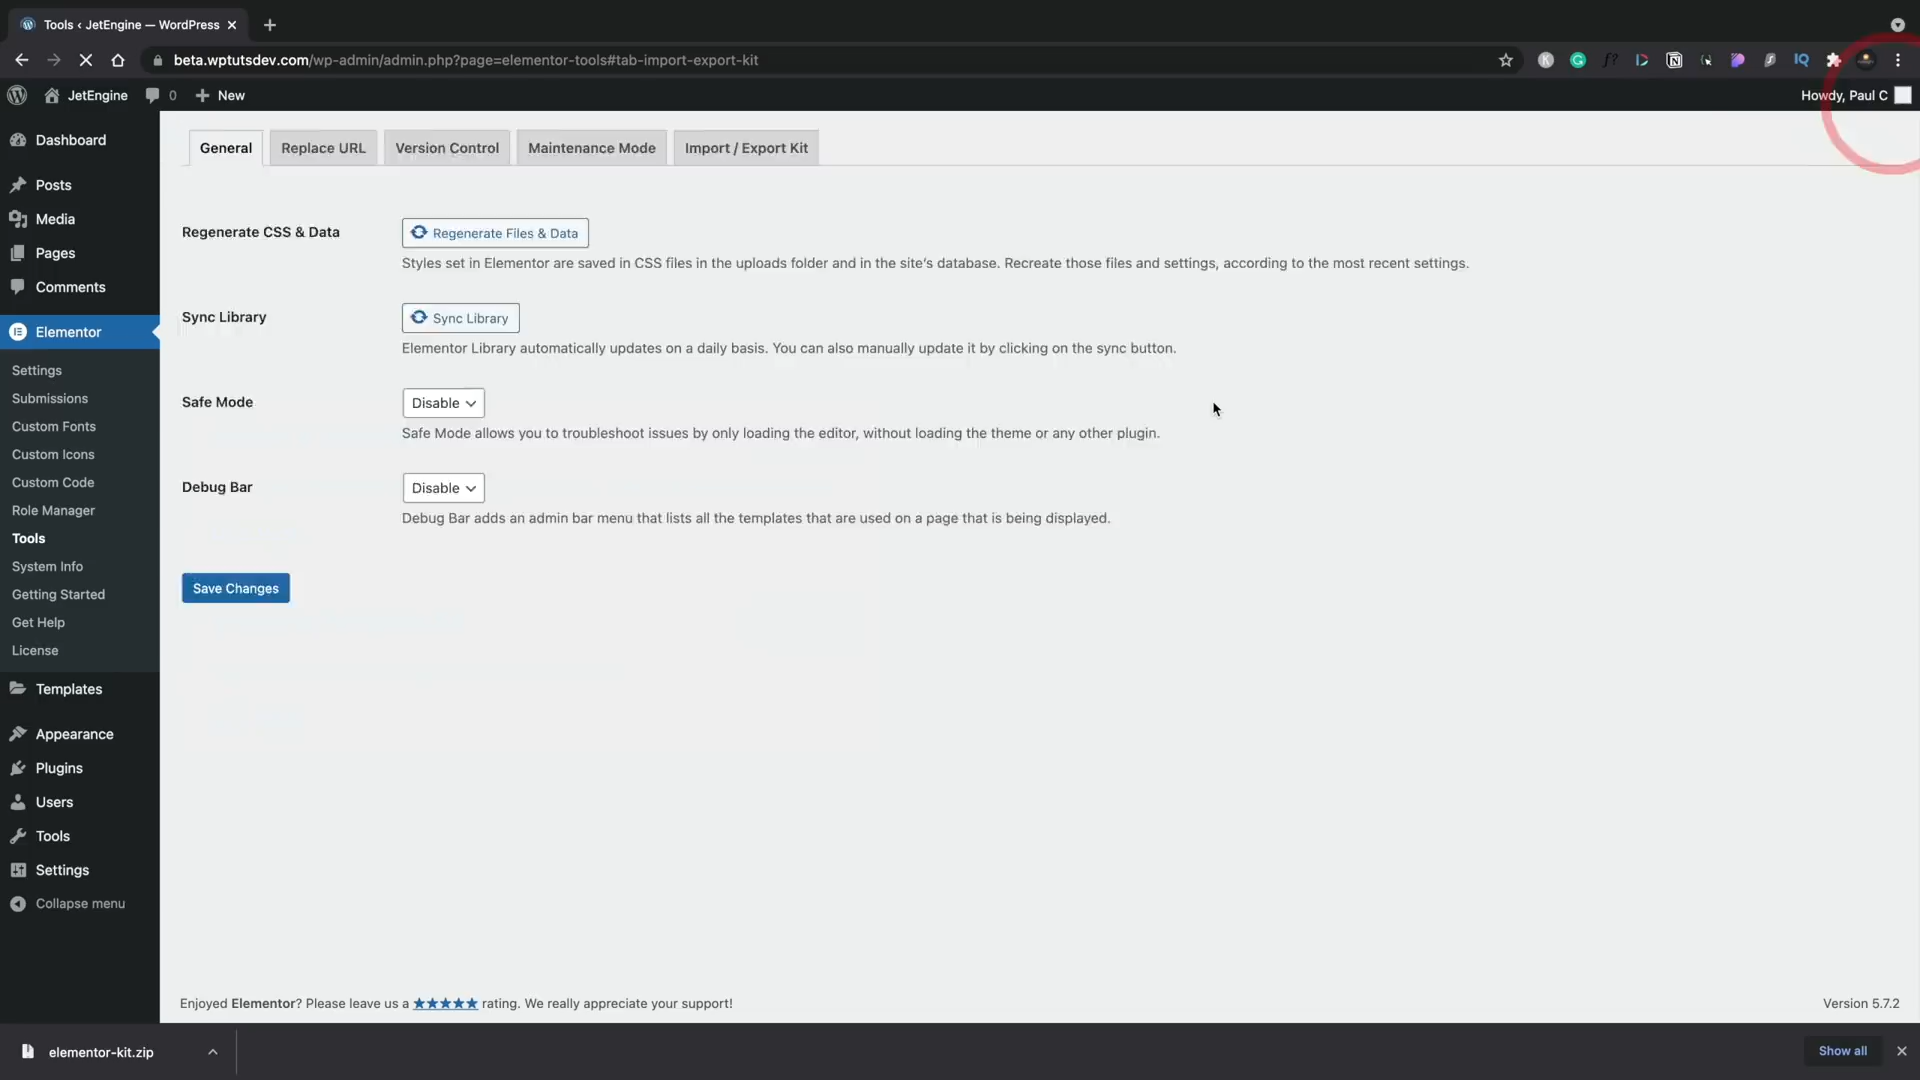 Tools ‹ JetEngine — WordPress
beta.wptutsdev.com/wp-admin/admin.php?page=elementor-tools#tab-import-export-kit
JetEngine
0
New
Howdy, Paul C
Dashboard
Posts
Media
Pages
Comments
Elementor
Settings
Submissions
Custom Fonts
Custom Icons
Custom Code
Role Manager
Tools
System Info
Getting Started
Get Help
License
Templates
Appearance
Plugins
Users
Tools
Settings
Collapse menu
General
Replace URL
Version Control
Maintenance Mode
Import / Export Kit
Regenerate CSS & Data
Regenerate Files & Data
Styles set in Elementor are saved in CSS files in the uploads folder and in the site's database. Recreate those files and settings, according to the most recent settings.
Sync Library
Sync Library
Elementor Library automatically updates on a daily basis. You can also manually update it by clicking on the sync button.
Safe Mode
Disable
Safe Mode allows you to troubleshoot issues by only loading the editor, without loading the theme or any other plugin.
Debug Bar
Disable
Debug Bar adds an admin bar menu that lists all the templates that are used on a page that is being displayed.
Save Changes
Enjoyed Elementor? Please leave us a ★★★★★ rating. We really appreciate your support!
Version 5.7.2
elementor-kit.zip
Show all